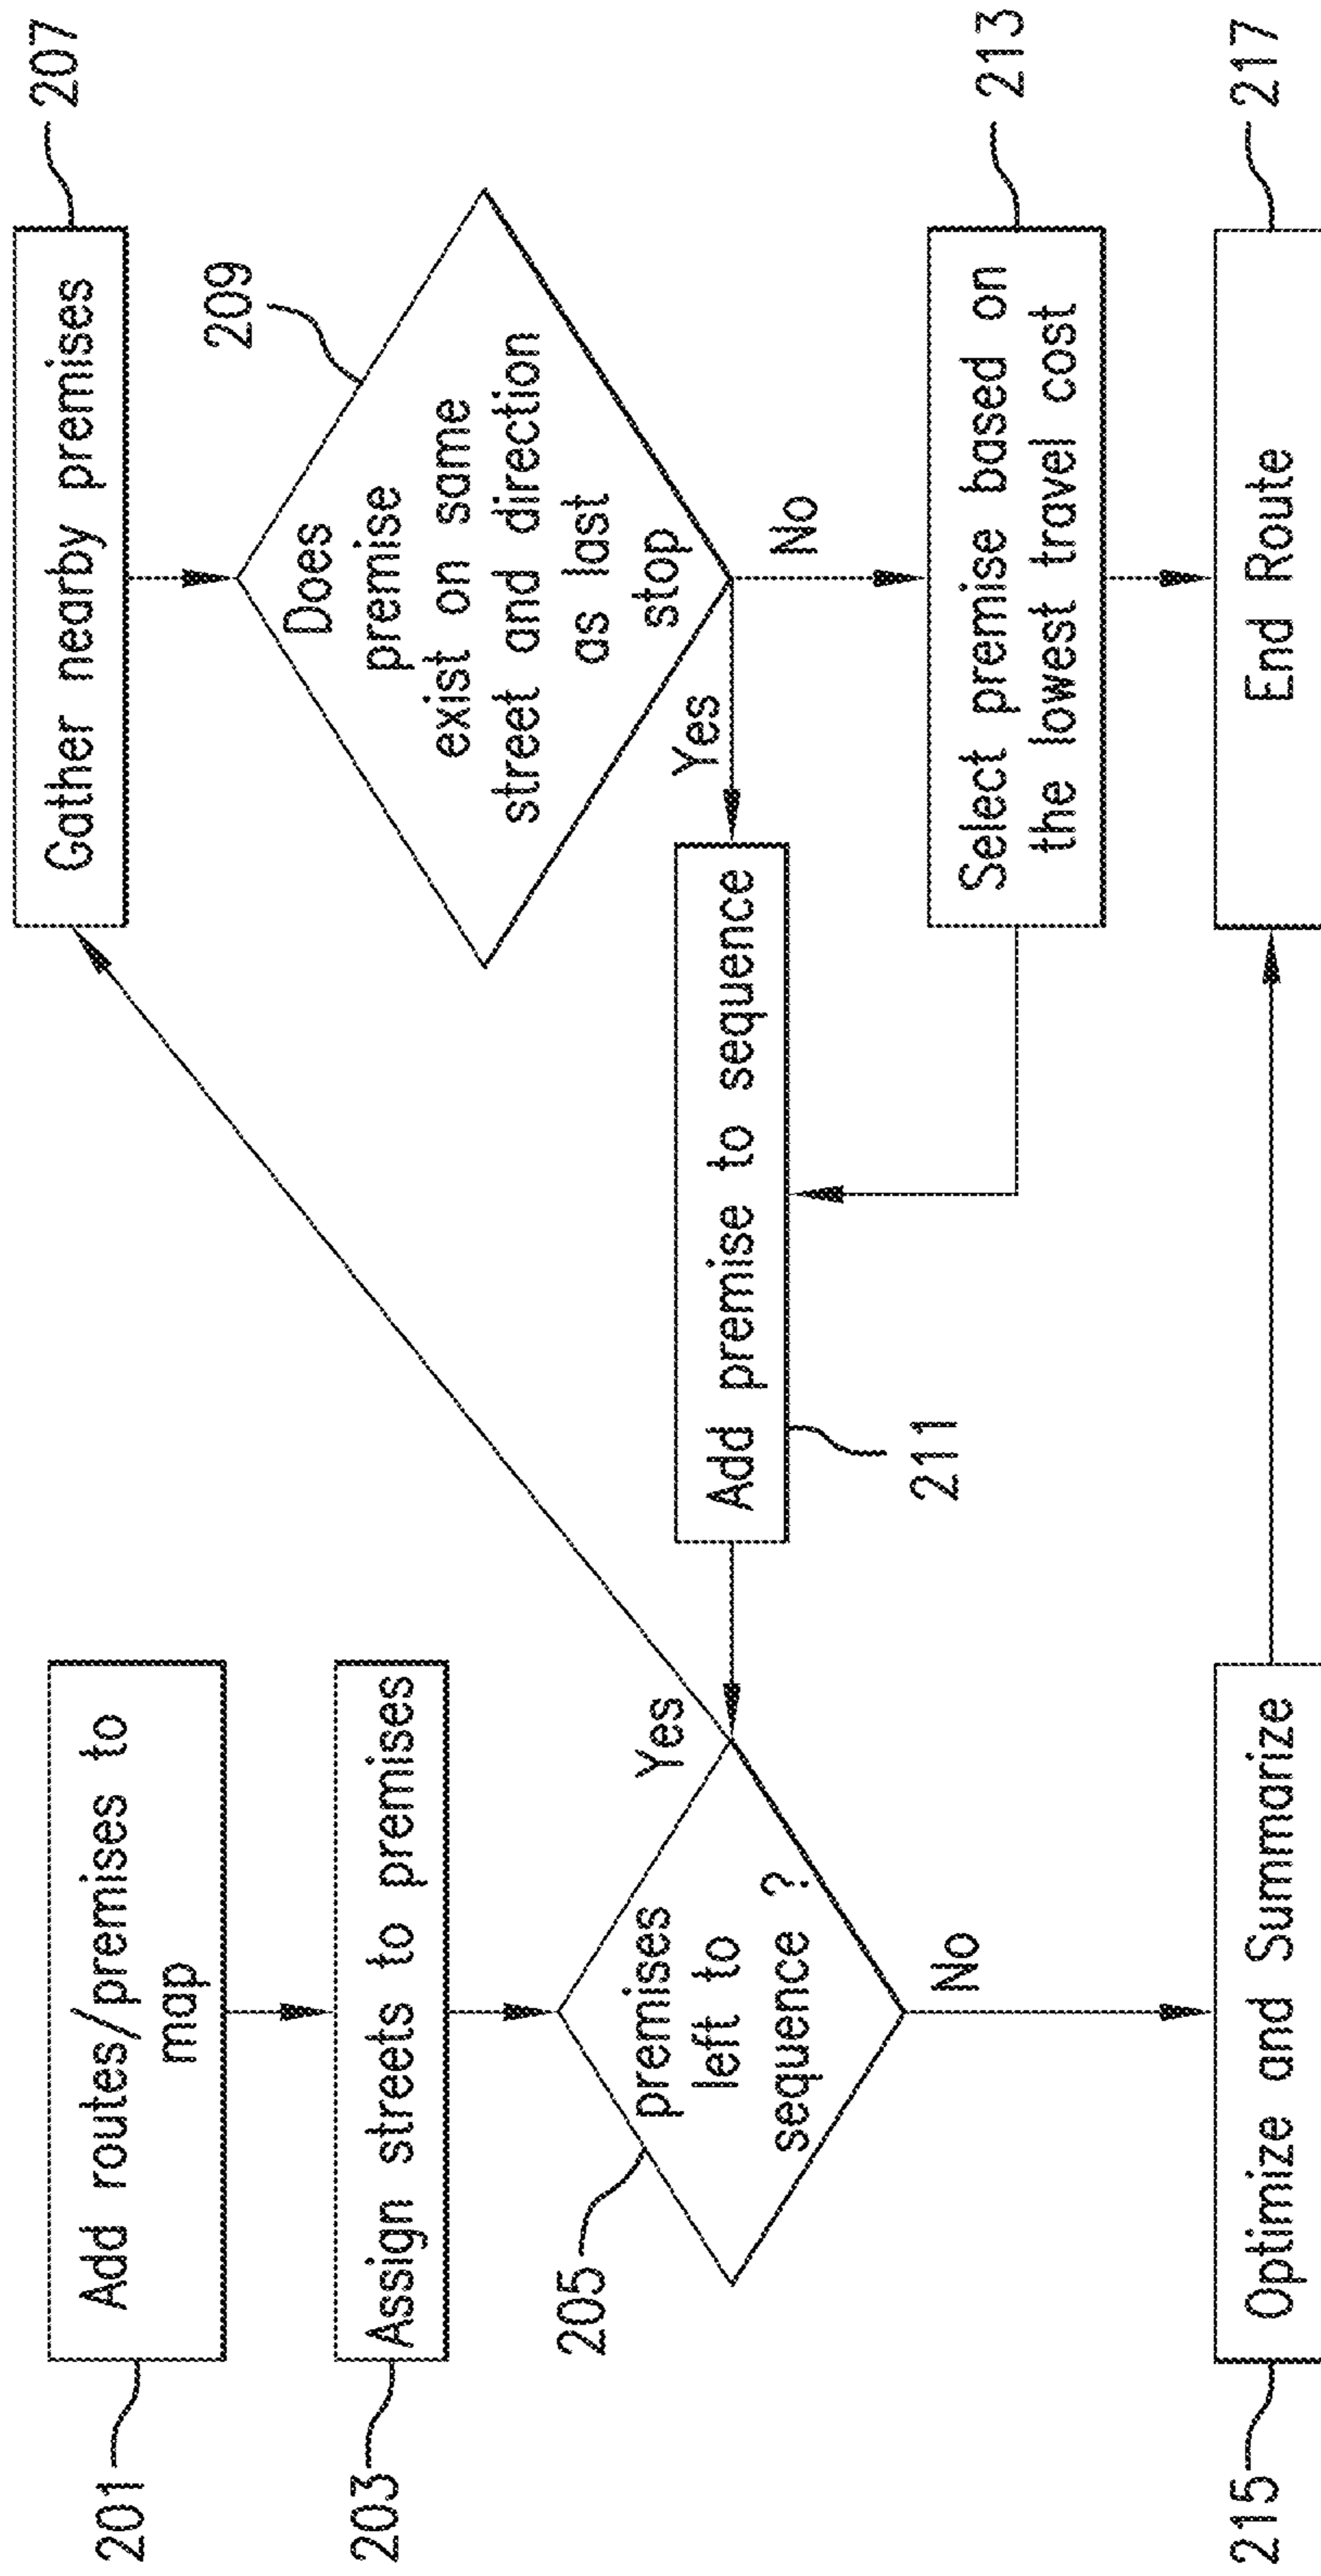 201
Add routes/premises to
map
203
Assign streets to premises
205
premises
left to
sequence ?
Yes
No
207
Gather nearby premises
209
Does
premise
exist on same
street and direction
as last
stop
Yes
No
Add premise to sequence
211
213
Select premise based on
the lowest travel cost
215
Optimize and Summarize
217
End Route